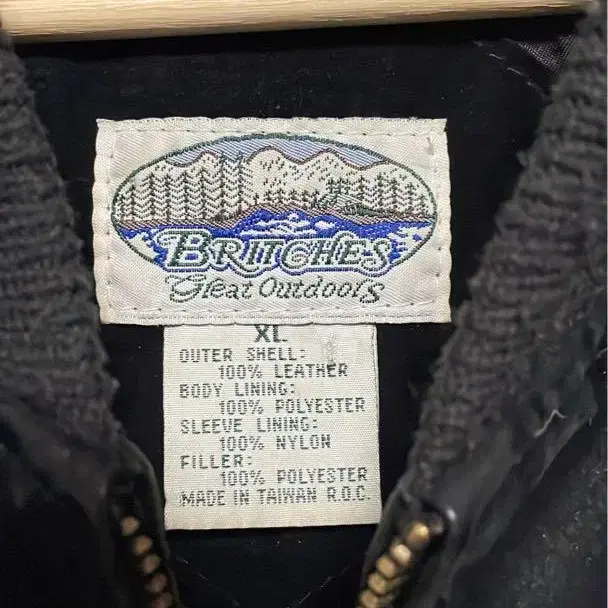 BRITCHES
Great Outdoors
XL
OUTER SHELL:
100% LEATHER
BODY LINING:
100% POLYESTER
SLEEVE LINING:
100% NYLON
FILLER:
100% POLYESTER
MADE IN TAIWAN R.O.C.